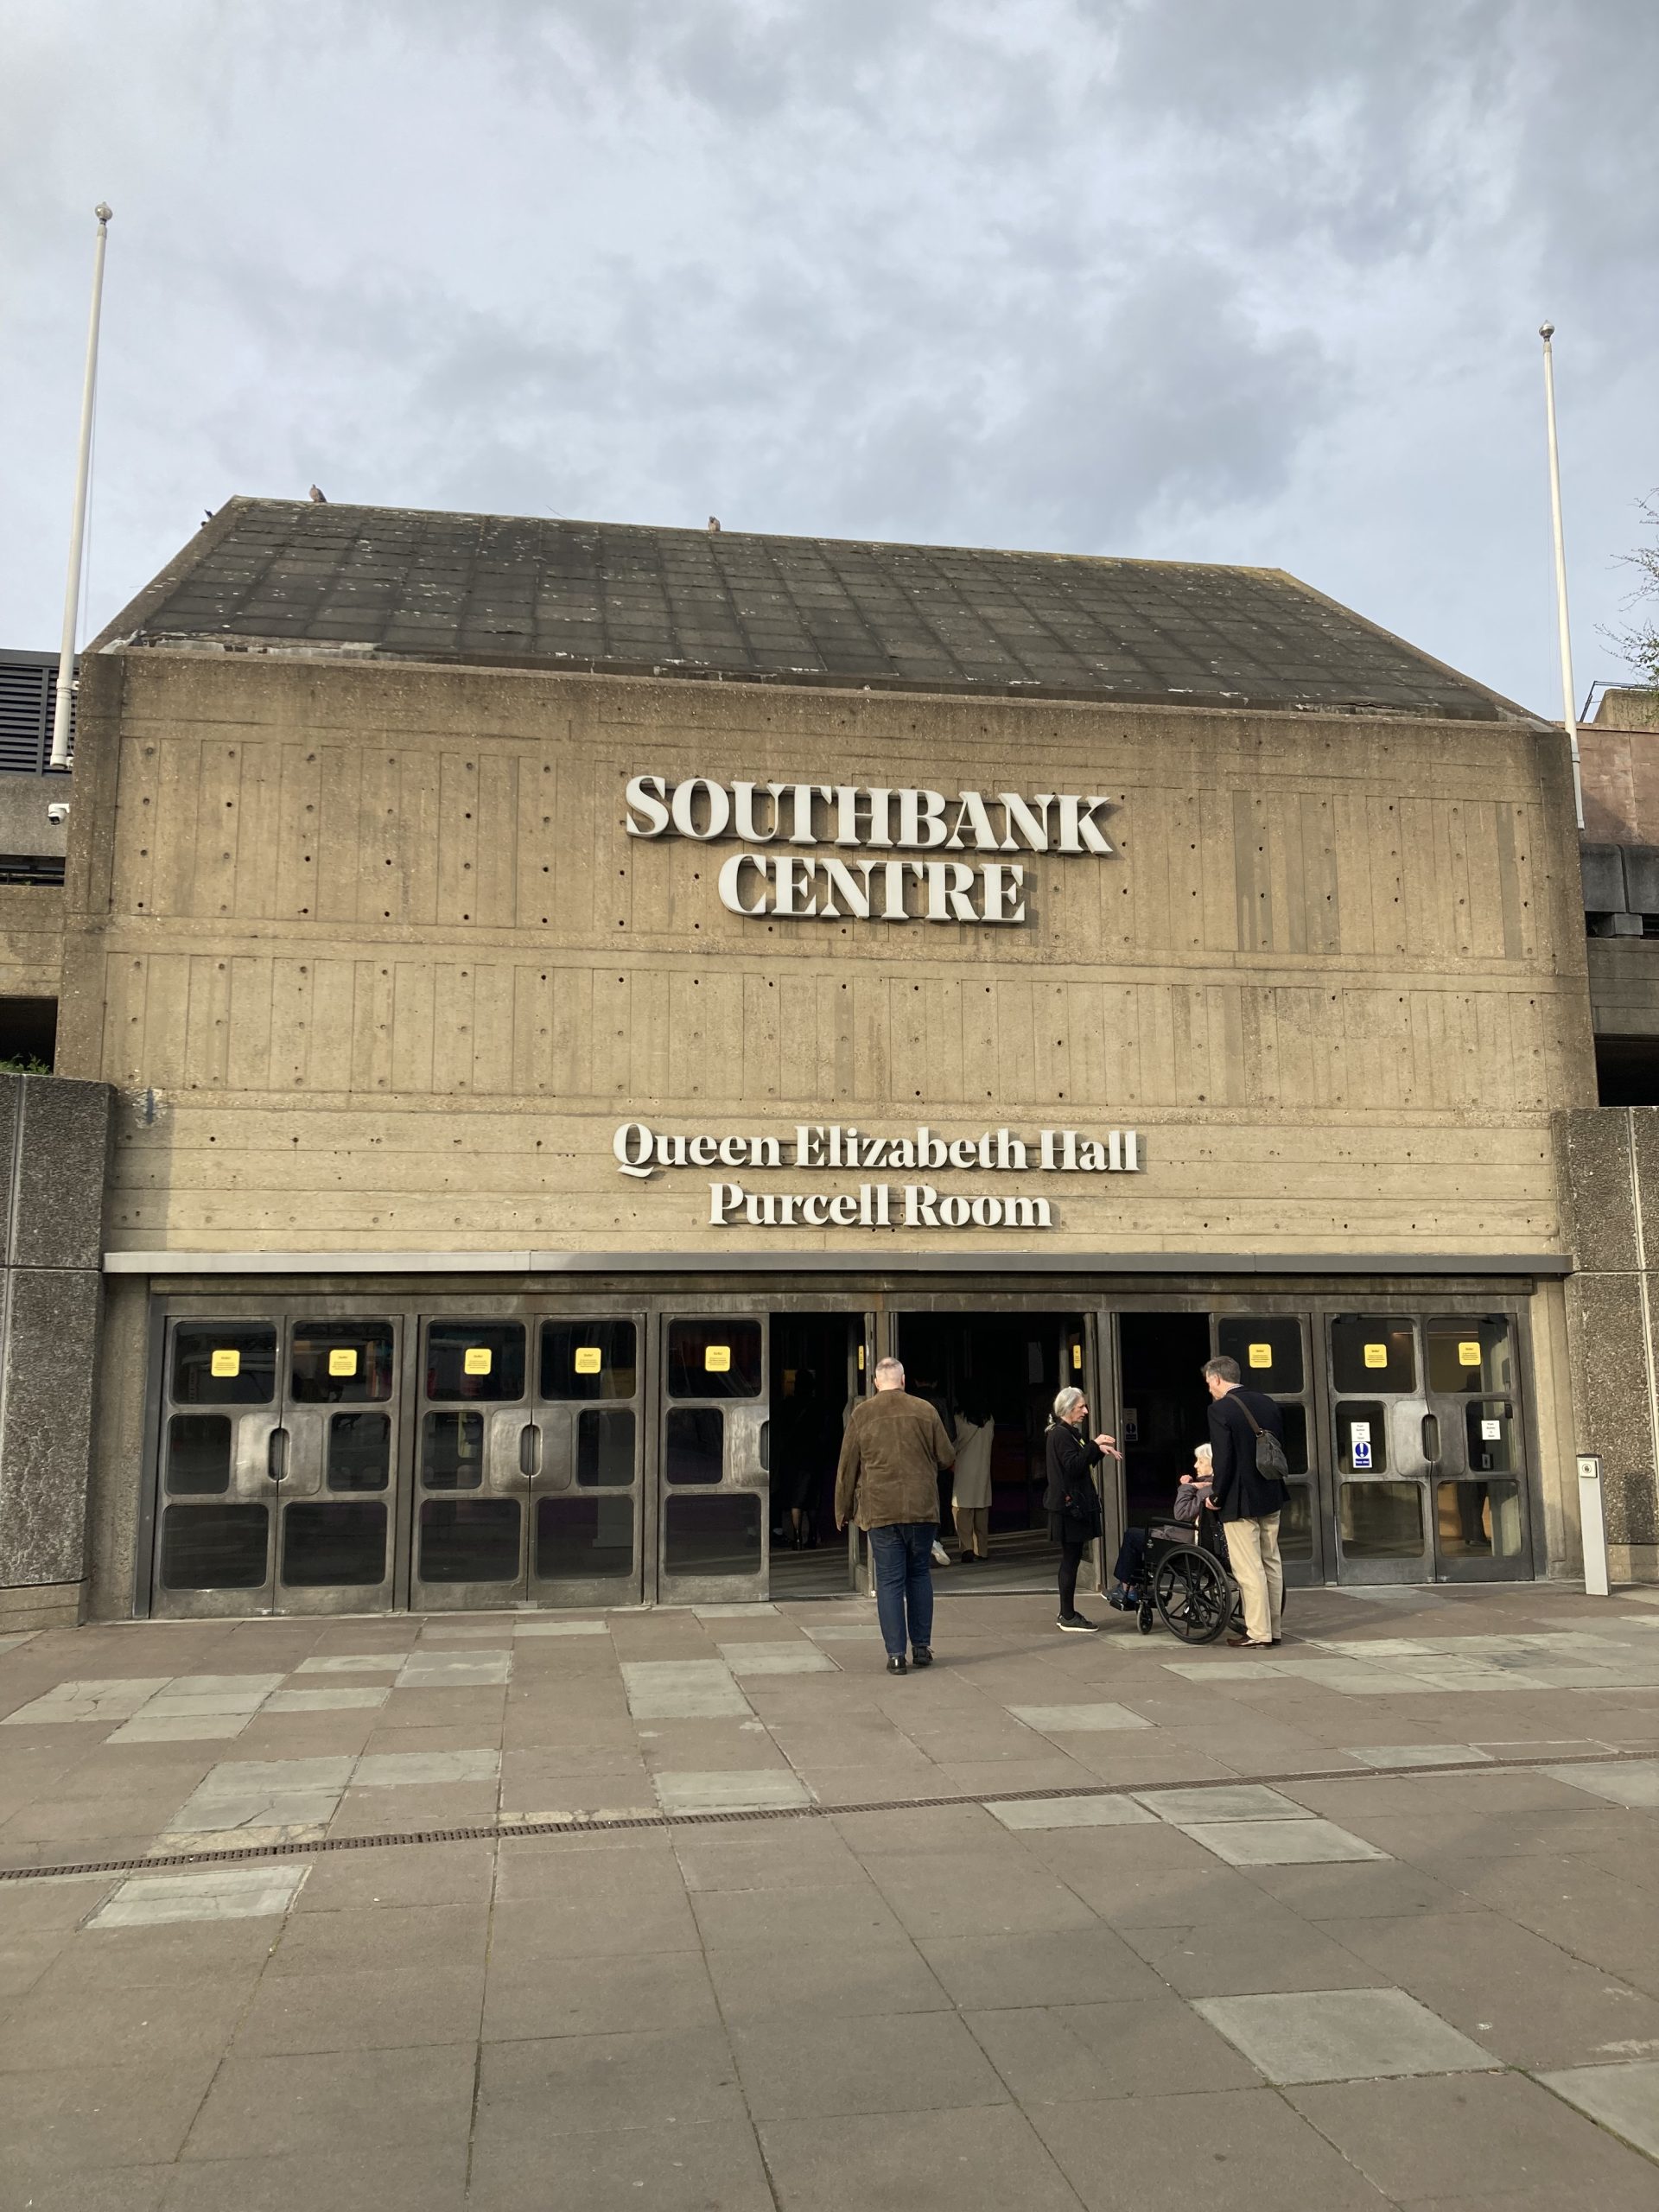 SOUTHBANK
CENTRE
Queen Elizabeth Hall
Purcell Room